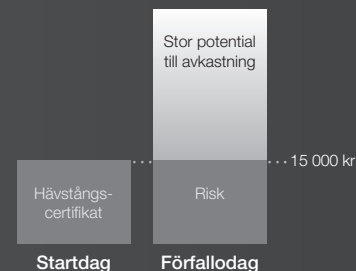 Stor potential
till avkastning
15 000 kr
Hävstångs-
certifikat
Risk
Startdag
Förfallodag